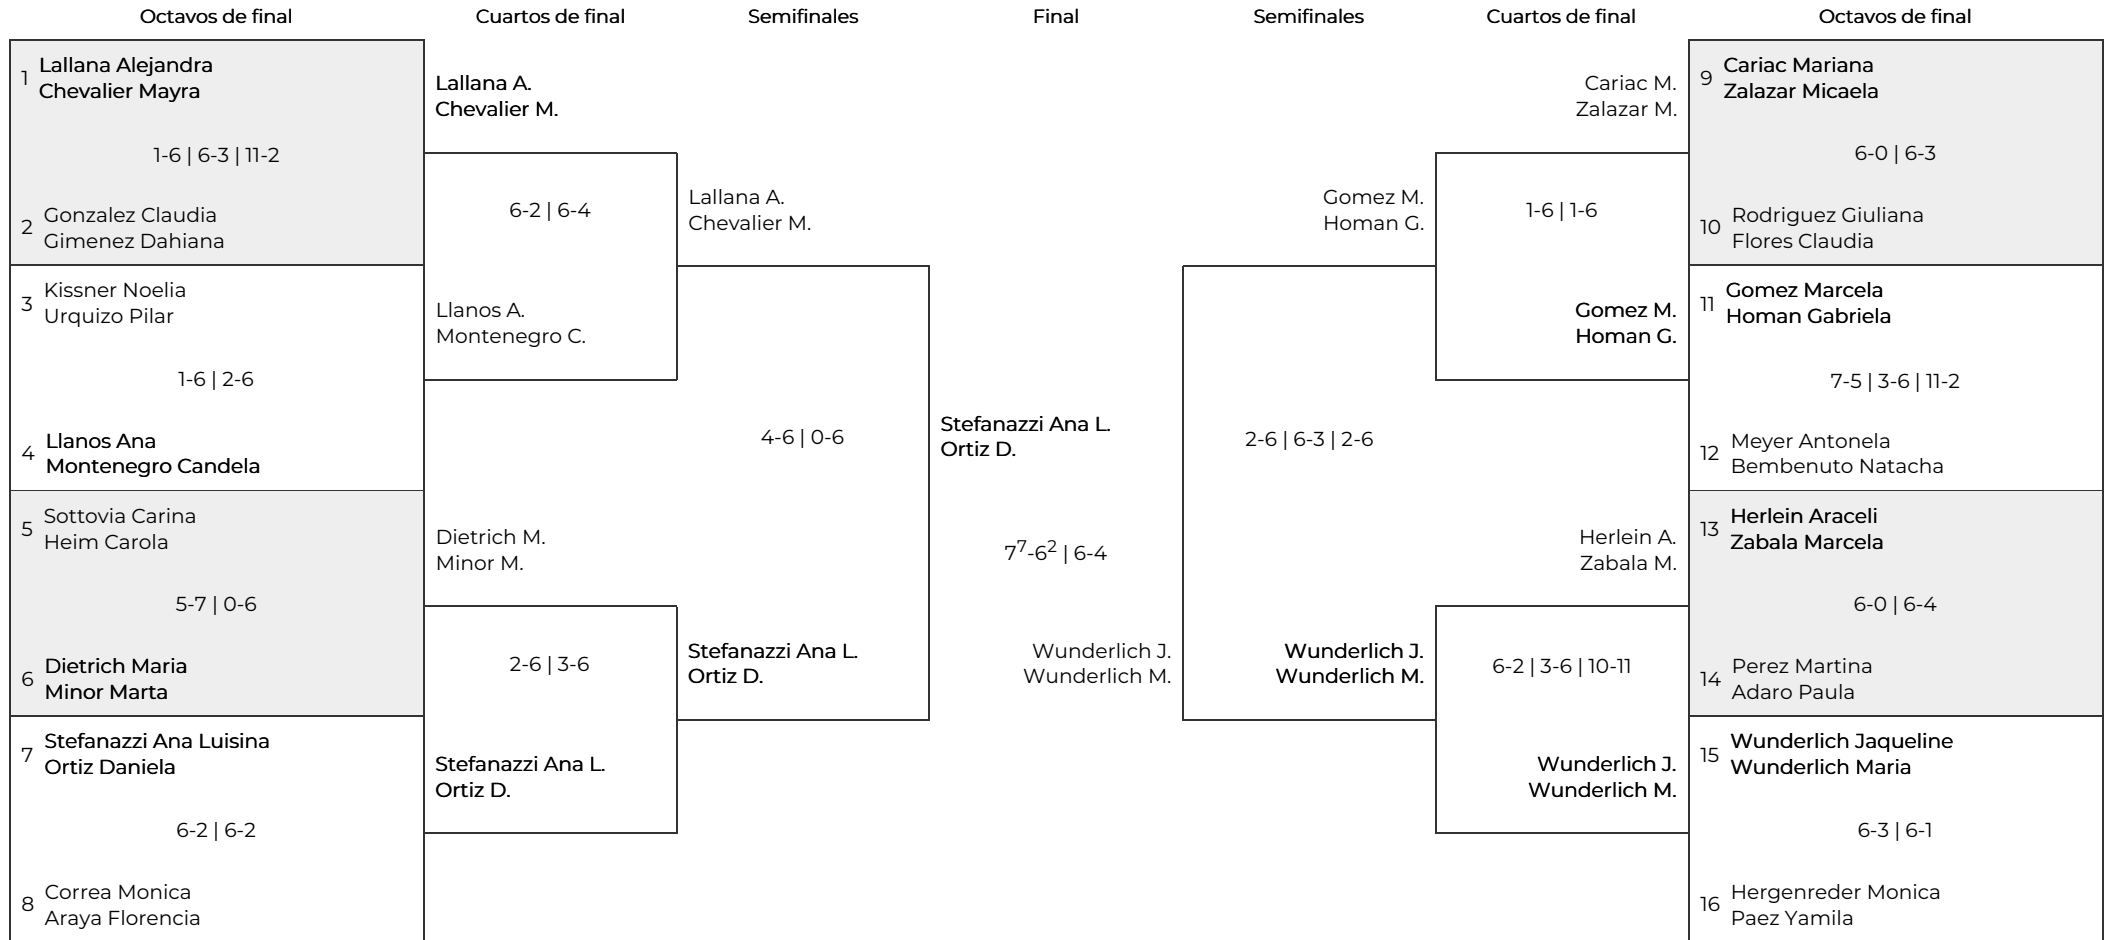 Octavos de final
Cuartos de final
Semifinales
Final
Semifinales
Cuartos de final
Octavos de final
1
Lallana Alejandra
Chevalier Mayra
1-6 | 6-3 | 11-2
2
Gonzalez Claudia
Gimenez Dahiana
3
Kissner Noelia
Urquizo Pilar
1-6 | 2-6
4
Llanos Ana
Montenegro Candela
5
Sottovia Carina
Heim Carola
5-7 | 0-6
6
Dietrich Maria
Minor Marta
7
Stefanazzi Ana Luisina
Ortiz Daniela
6-2 | 6-2
8
Correa Monica
Araya Florencia
Lallana A.
Chevalier M.
6-2 | 6-4
Llanos A.
Montenegro C.
Dietrich M.
Minor M.
2-6 | 3-6
Stefanazzi Ana L.
Ortiz D.
Lallana A.
Chevalier M.
4-6 | 0-6
Stefanazzi Ana L.
Ortiz D.
Stefanazzi Ana L.
Ortiz D.
7⁷-6² | 6-4
Wunderlich J.
Wunderlich M.
Gomez M.
Homan G.
2-6 | 6-3 | 2-6
Wunderlich J.
Wunderlich M.
Cariac M.
Zalazar M.
1-6 | 1-6
Gomez M.
Homan G.
Herlein A.
Zabala M.
6-2 | 3-6 | 10-11
Wunderlich J.
Wunderlich M.
9
Cariac Mariana
Zalazar Micaela
6-0 | 6-3
10
Rodriguez Giuliana
Flores Claudia
11
Gomez Marcela
Homan Gabriela
7-5 | 3-6 | 11-2
12
Meyer Antonela
Bembenuto Natacha
13
Herlein Araceli
Zabala Marcela
6-0 | 6-4
14
Perez Martina
Adaro Paula
15
Wunderlich Jaqueline
Wunderlich Maria
6-3 | 6-1
16
Hergenreder Monica
Paez Yamila